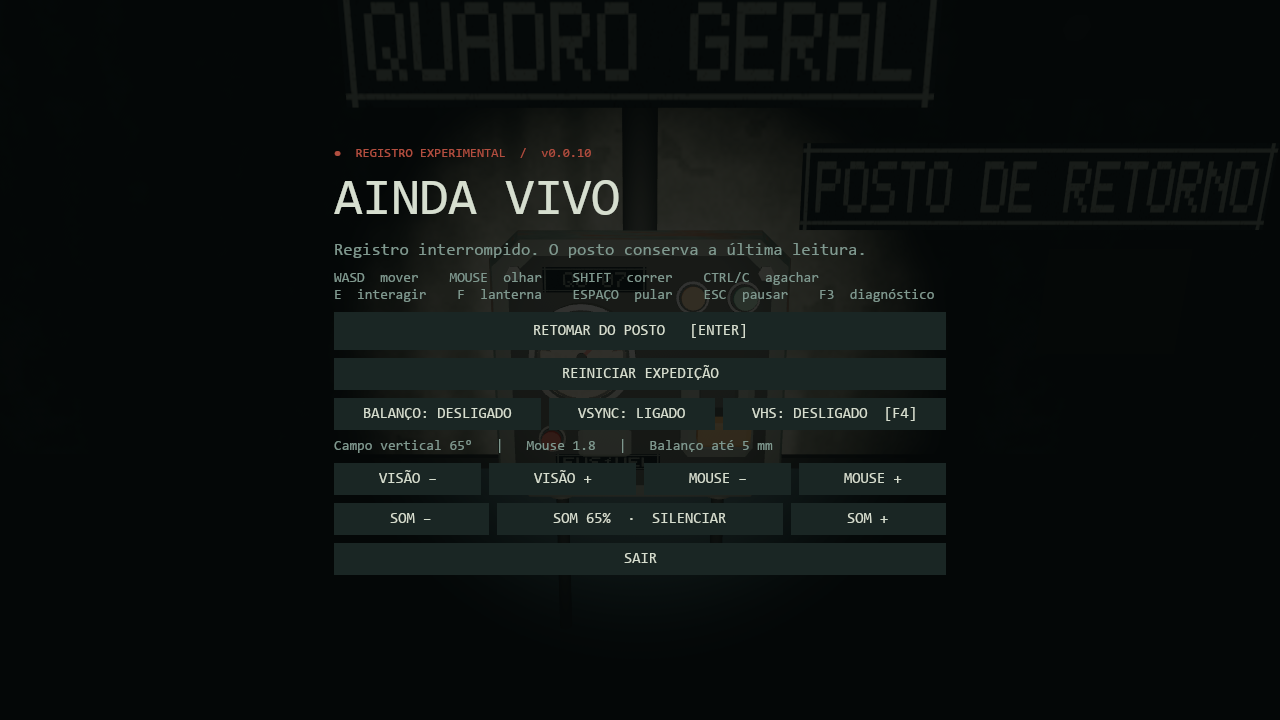 QUADRO GERAL
POSTO DE RETORNO
● REGISTRO EXPERIMENTAL / v0.0.10
AINDA VIVO
Registro interrompido. O posto conserva a última leitura.
WASD mover MOUSE olhar SHIFT correr CTRL/C agachar
E interagir F lanterna ESPAÇO pular ESC pausar F3 diagnóstico
RETOMAR DO POSTO [ENTER]
REINICIAR EXPEDIÇÃO
BALANÇO: DESLIGADO VSYNC: LIGADO VHS: DESLIGADO [F4]
Campo vertical 65° | Mouse 1.8 | Balanço até 5 mm
VISÃO – VISÃO + MOUSE – MOUSE +
SOM – SOM 65% · SILENCIAR SOM +
SAIR